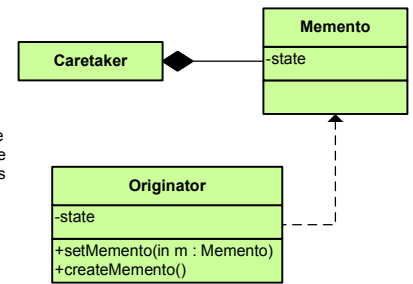 Memento
Caretaker
-state
Originator
-state
+setMemento(in m : Memento)
+createMemento()